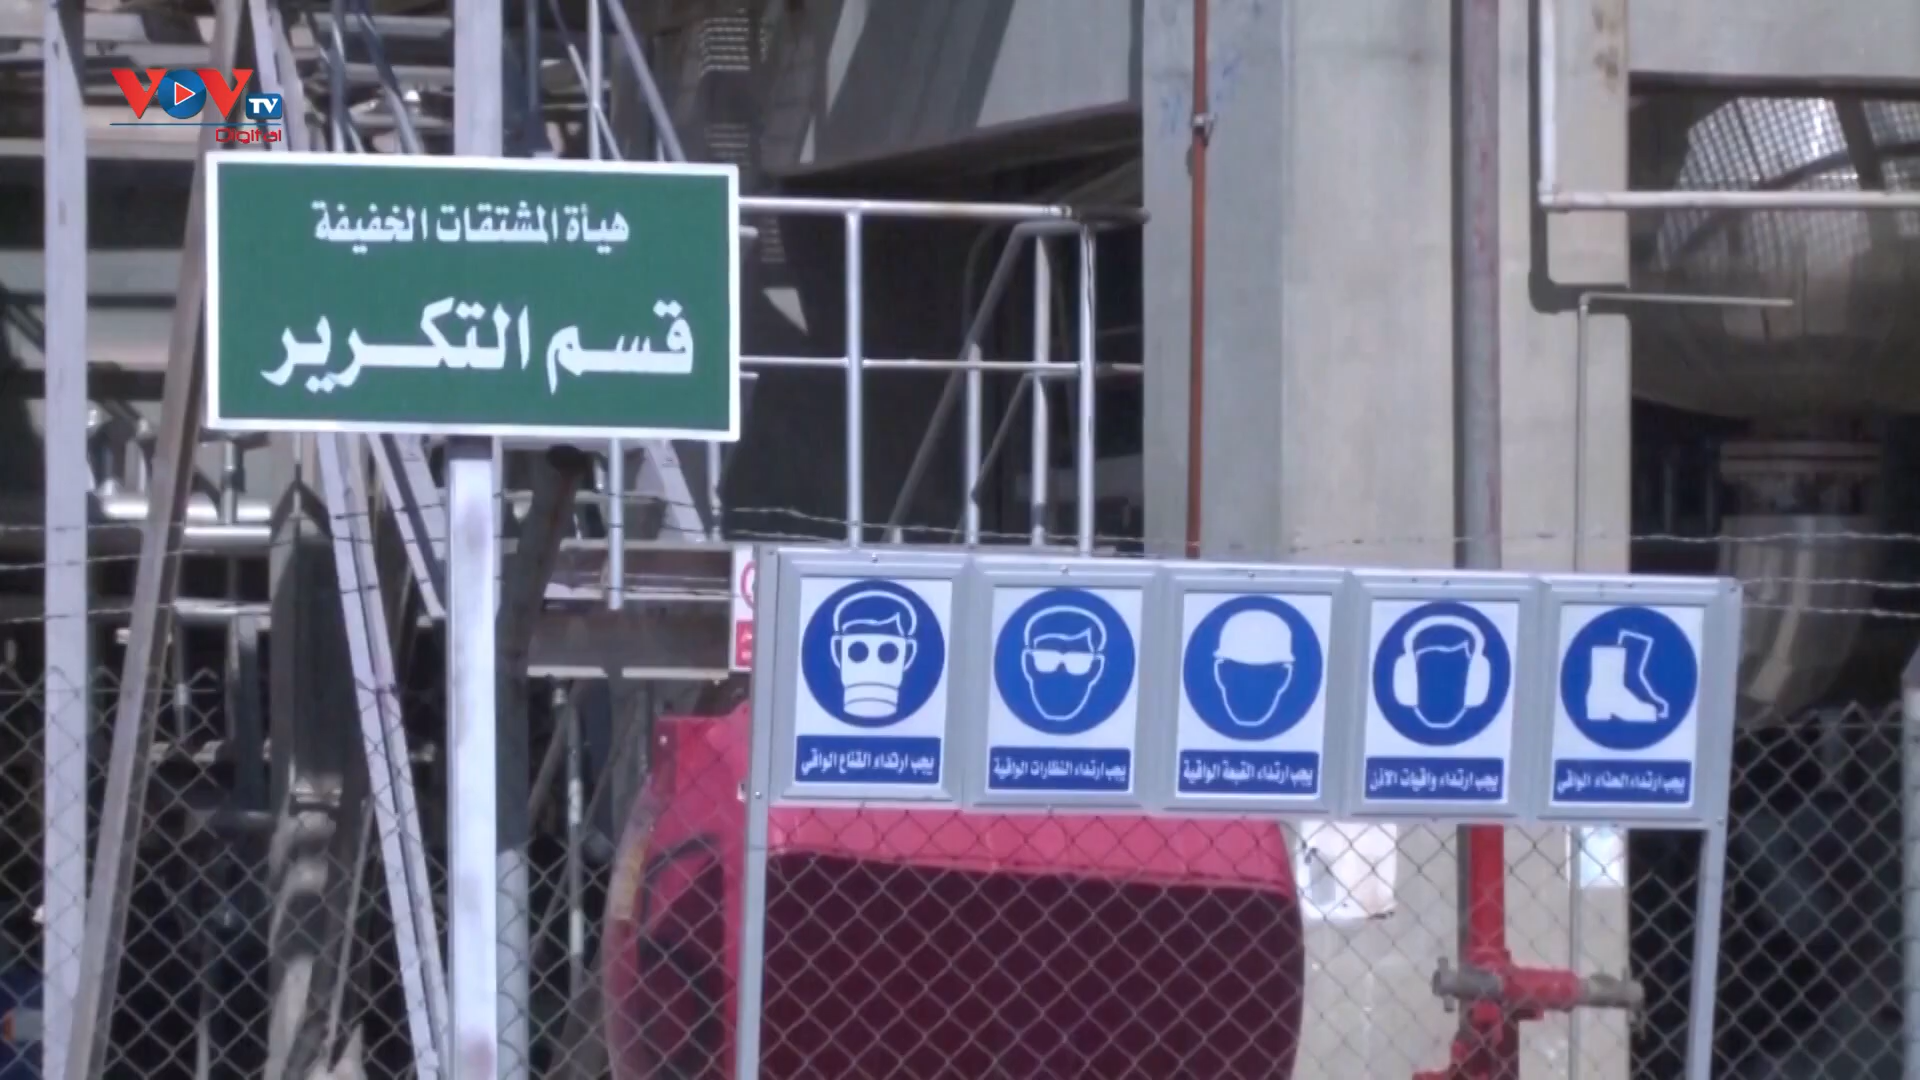 VOV TV
Digital
هيأة المشتقات الخفيفة
قسم التكرير
يجب ارتداء القناع الواقي
يجب ارتداء النظارات الواقية
يجب ارتداء القبعة الواقية
يجب ارتداء واقيات الاذن
يجب ارتداء الحذاء الواقي